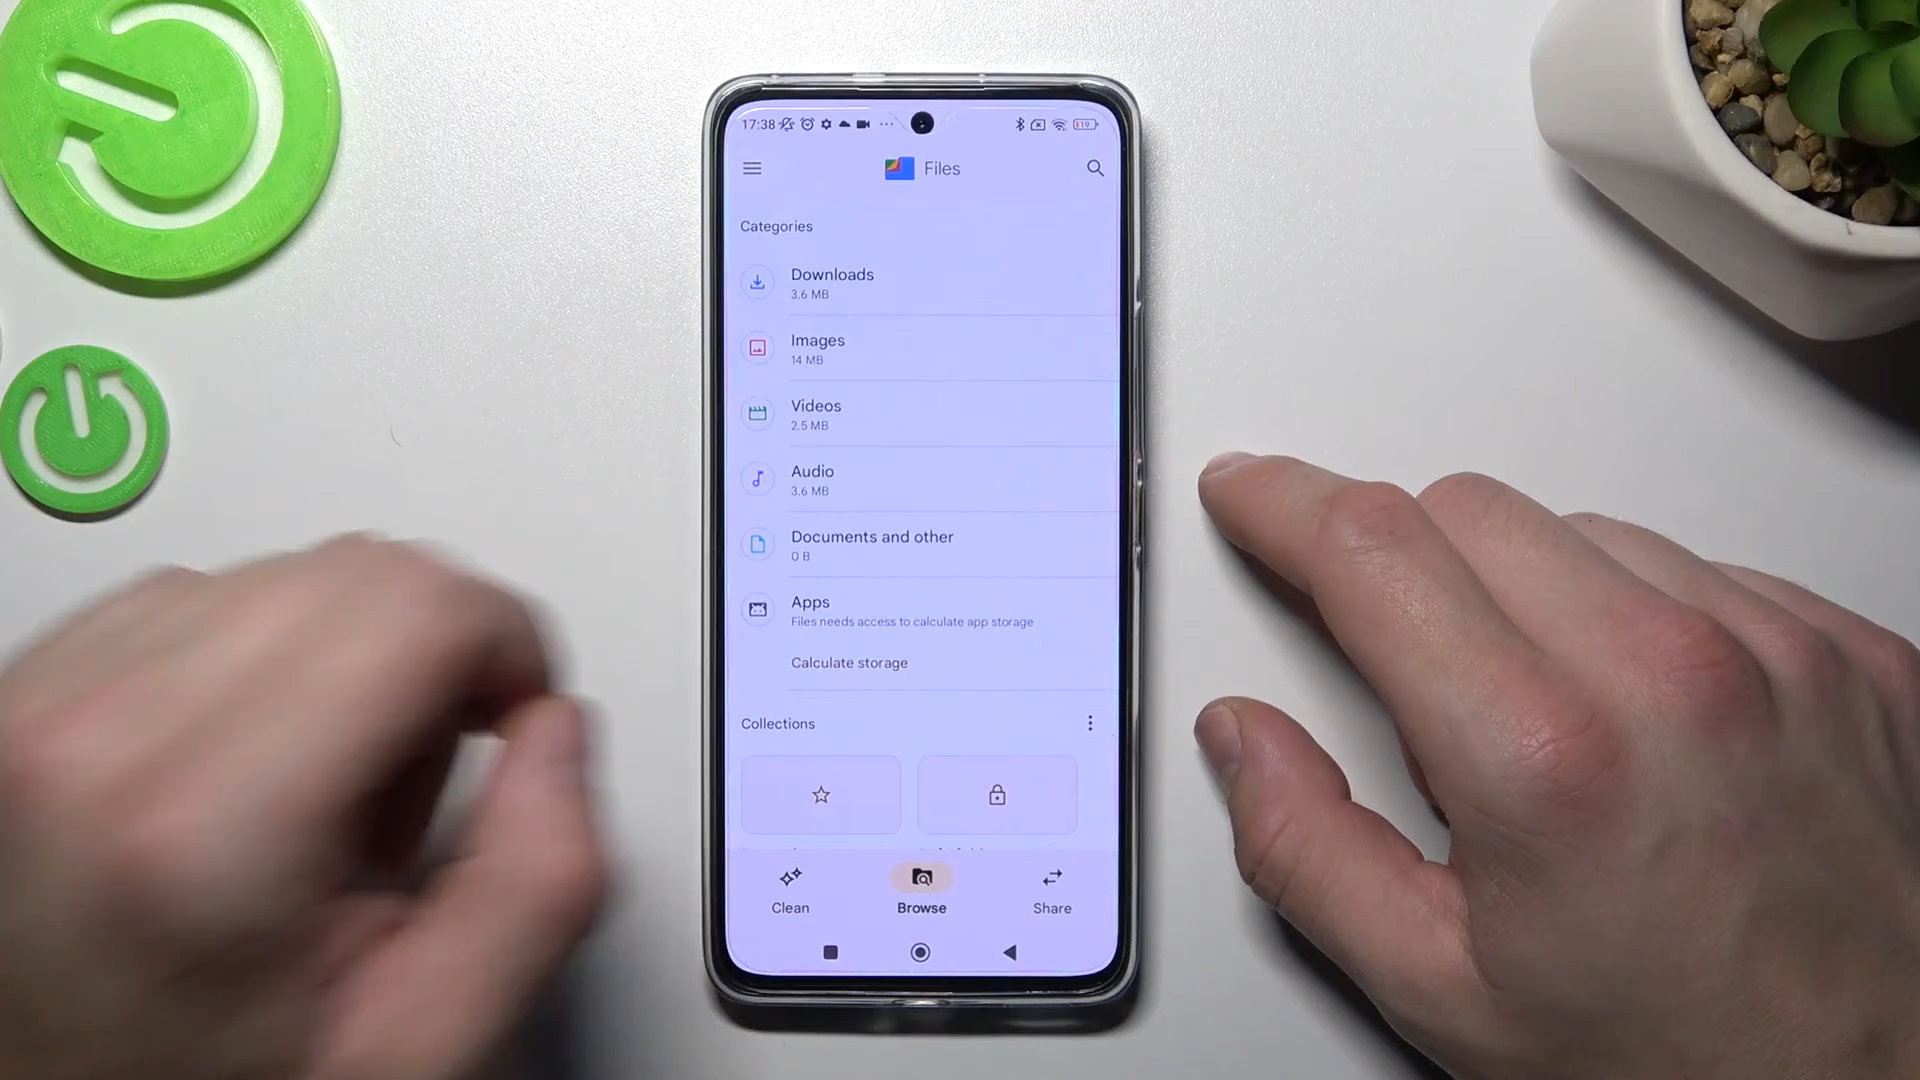 17:38
19
Files
Categories
Downloads
3.6 MB
Images
14 MB
Videos
2.5 MB
Audio
3.6 MB
Documents and other
0 B
Apps
Files needs access to calculate app storage
Calculate storage
Collections
Clean
Browse
Share